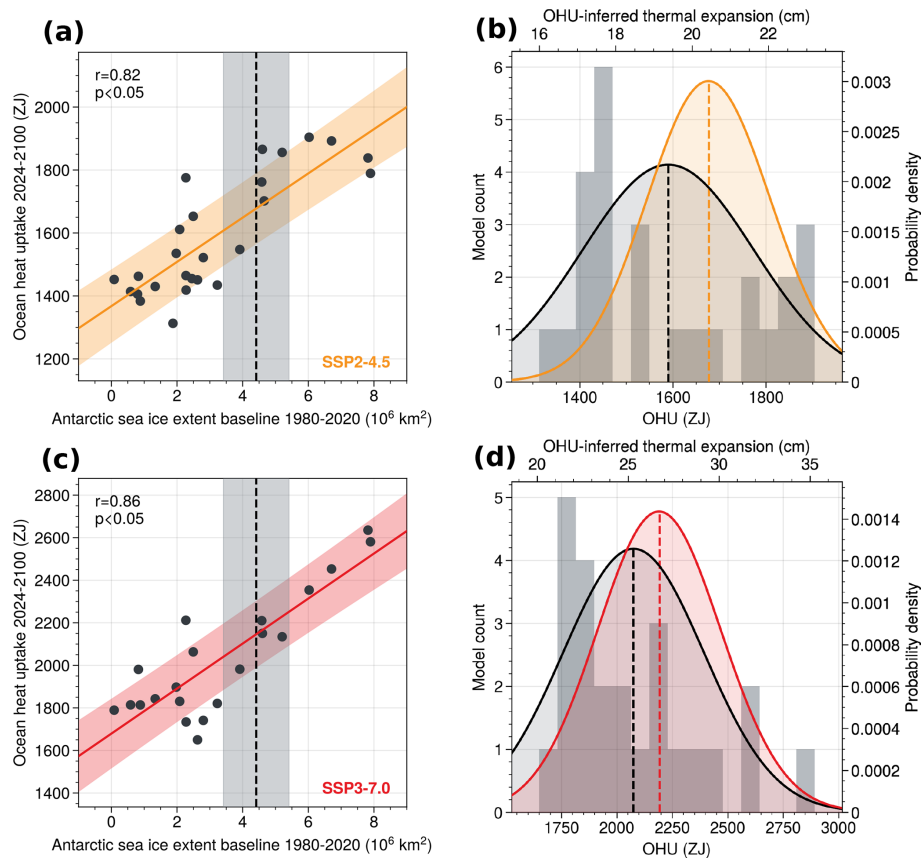 (a)
r=0.82
p<0.05
2000
1800
1600
1400
1200
Ocean heat uptake 2024-2100 (ZJ)
SSP2-4.5
0 2 4 6 8
Antarctic sea ice extent baseline 1980-2020 (10⁶ km²)
(b)
OHU-inferred thermal expansion (cm)
16 18 20 22
6
5
4
3
2
1
0
Model count
0.003
0.0025
0.002
0.0015
0.001
0.0005
0
Probability density
1400 1600 1800
OHU (ZJ)
(c)
r=0.86
p<0.05
2800
2600
2400
2200
2000
1800
1600
1400
Ocean heat uptake 2024-2100 (ZJ)
SSP3-7.0
0 2 4 6 8
Antarctic sea ice extent baseline 1980-2020 (10⁶ km²)
(d)
OHU-inferred thermal expansion (cm)
20 25 30 35
5
4
3
2
1
0
Model count
0.0014
0.0012
0.001
0.0008
0.0006
0.0004
0.0002
0
Probability density
1750 2000 2250 2500 2750 3000
OHU (ZJ)